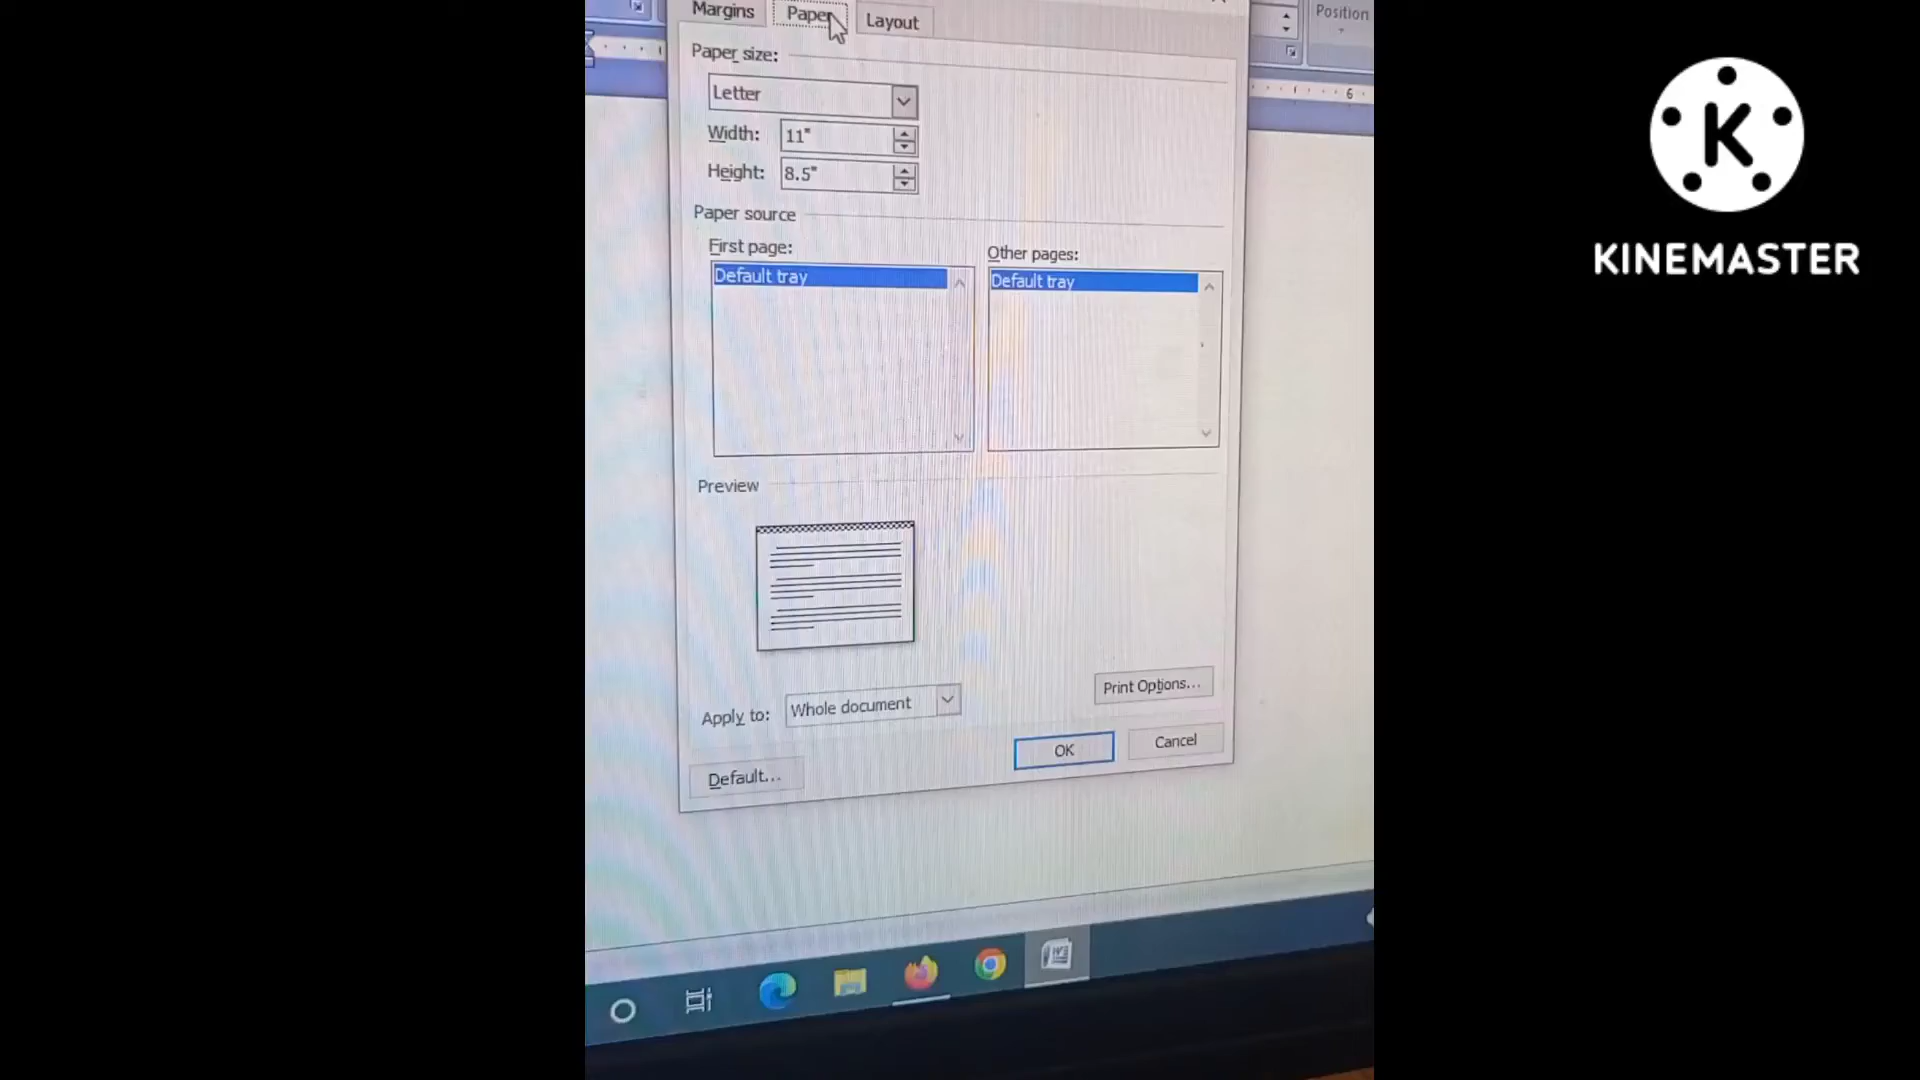 Margins Paper Layout
Position
Paper size:
Letter
6
Width: 11"
Height: 8.5"
Paper source
First page: Other pages:
Default tray Default tray
Preview
Print Options...
Apply to: Whole document
OK Cancel
Default...
K
KINEMASTER